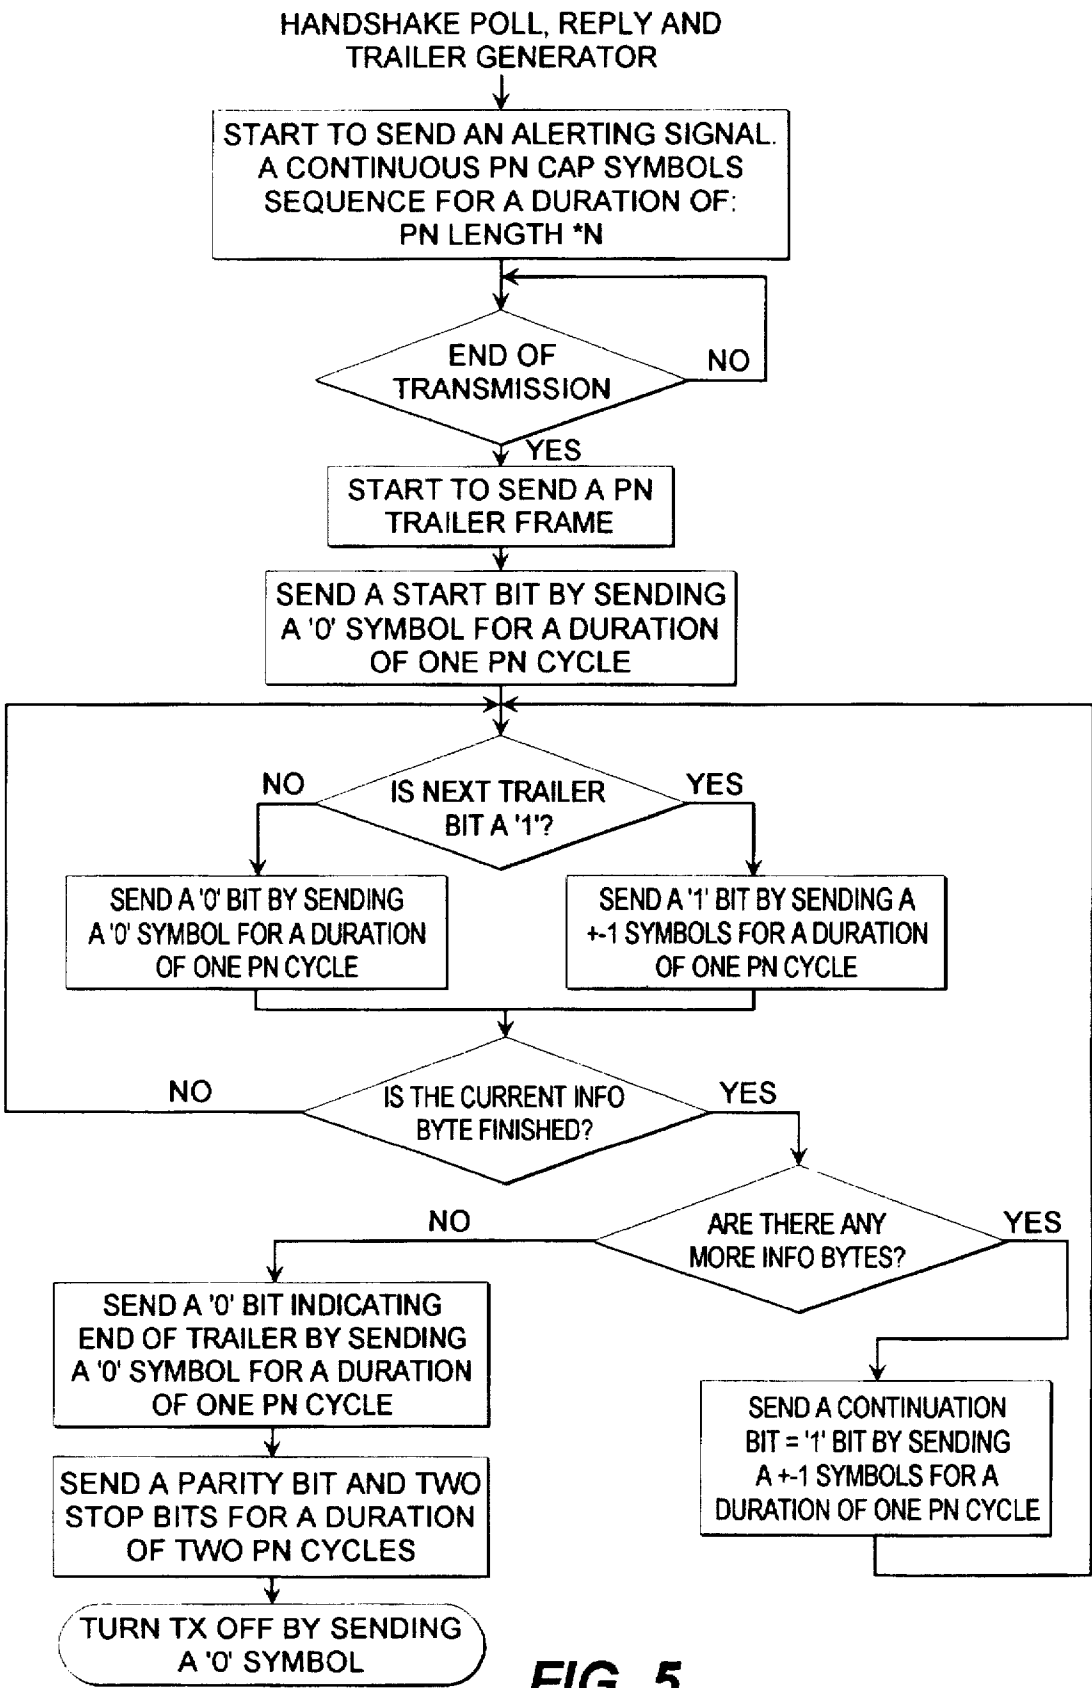 HANDSHAKE POLL, REPLY AND
TRAILER GENERATOR
START TO SEND AN ALERTING SIGNAL.
A CONTINUOUS PN CAP SYMBOLS
SEQUENCE FOR A DURATION OF:
PN LENGTH *N
END OF
TRANSMISSION
NO
YES
START TO SEND A PN
TRAILER FRAME
SEND A START BIT BY SENDING
A '0' SYMBOL FOR A DURATION
OF ONE PN CYCLE
NO
IS NEXT TRAILER
BIT A '1'?
YES
SEND A '0' BIT BY SENDING
A '0' SYMBOL FOR A DURATION
OF ONE PN CYCLE
SEND A '1' BIT BY SENDING A
+-1 SYMBOLS FOR A DURATION
OF ONE PN CYCLE
NO
IS THE CURRENT INFO
BYTE FINISHED?
YES
NO
ARE THERE ANY
MORE INFO BYTES?
YES
SEND A '0' BIT INDICATING
END OF TRAILER BY SENDING
A '0' SYMBOL FOR A DURATION
OF ONE PN CYCLE
SEND A CONTINUATION
BIT = '1' BIT BY SENDING
A +-1 SYMBOLS FOR A
DURATION OF ONE PN CYCLE
SEND A PARITY BIT AND TWO
STOP BITS FOR A DURATION
OF TWO PN CYCLES
TURN TX OFF BY SENDING
A '0' SYMBOL
FIG. 5